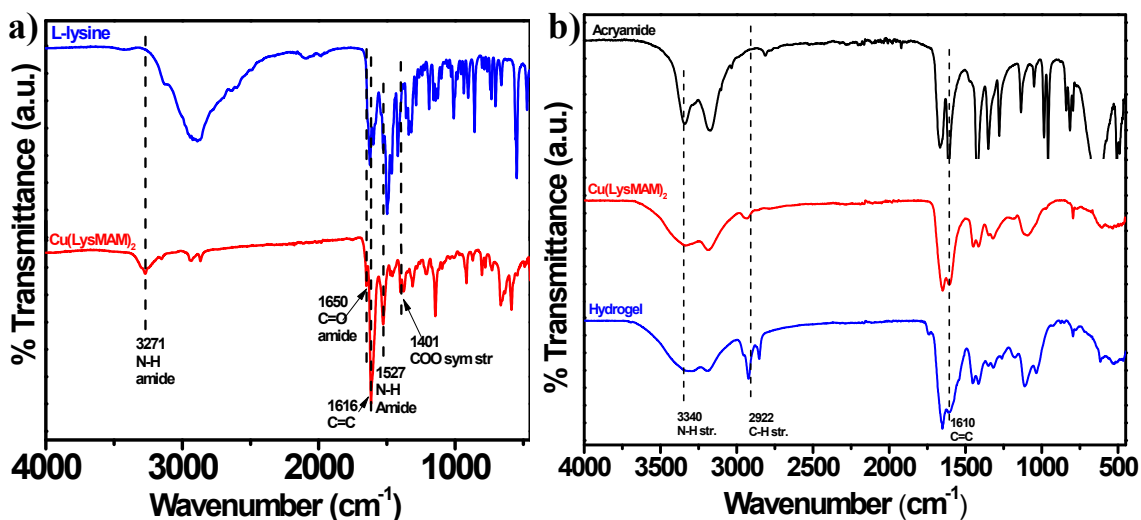 a)
L-lysine
Cu(LysMAM)2
3271
N-H
amide
1650
C=O
amide
1616
C=C
1527
N-H
Amide
1401
COO sym str
% Transmittance (a.u.)
4000 3000 2000 1000
Wavenumber (cm-1)
b)
Acryamide
Cu(LysMAM)2
Hydrogel
3340
N-H str.
2922
C-H str.
1610
C=C
% Transmittance (a.u.)
4000 3500 3000 2500 2000 1500 1000 500
Wavenumber (cm-1)